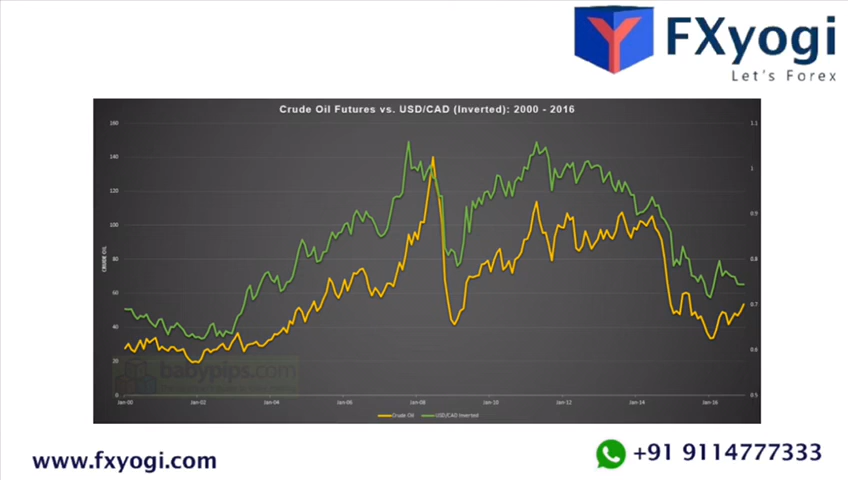 FXyogi
Let's Forex
Crude Oil Futures vs. USD/CAD (Inverted): 2000 - 2016
160
140
120
100
80
60
40
20
0
CRUDE OIL
1.1
1
0.9
0.8
0.7
0.6
0.5
babypips.com
Jan-00 Jan-02 Jan-04 Jan-06 Jan-08 Jan-10 Jan-12 Jan-14 Jan-16
Crude Oil USD/CAD Inverted
www.fxyogi.com
+91 9114777333